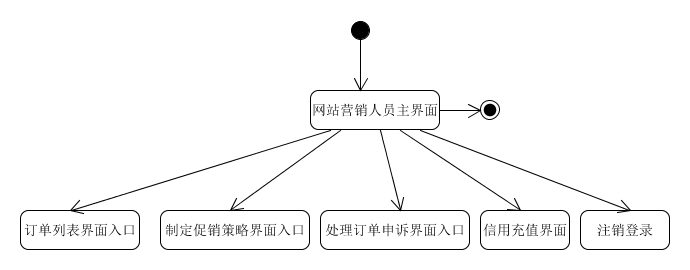 网站营销人员主界面
订单列表界面入口
制定促销策略界面入口
处理订单申诉界面入口
信用充值界面
注销登录